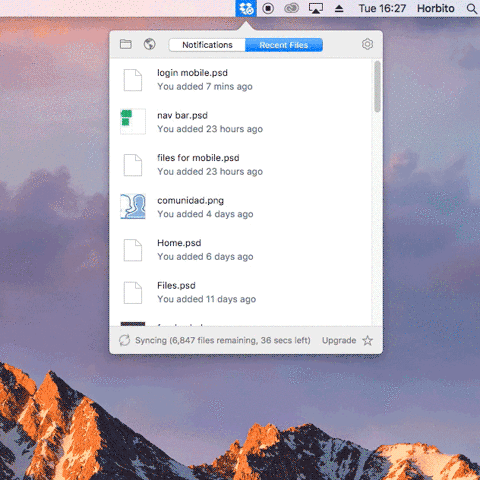 Tue 16:27 Horbito
Notifications Recent Files
login mobile.psd
You added 7 mins ago
nav bar.psd
You added 23 hours ago
files for mobile.psd
You added 23 hours ago
comunidad.png
You added 4 days ago
Home.psd
You added 6 days ago
Files.psd
You added 11 days ago
Syncing (6,847 files remaining, 36 secs left) Upgrade